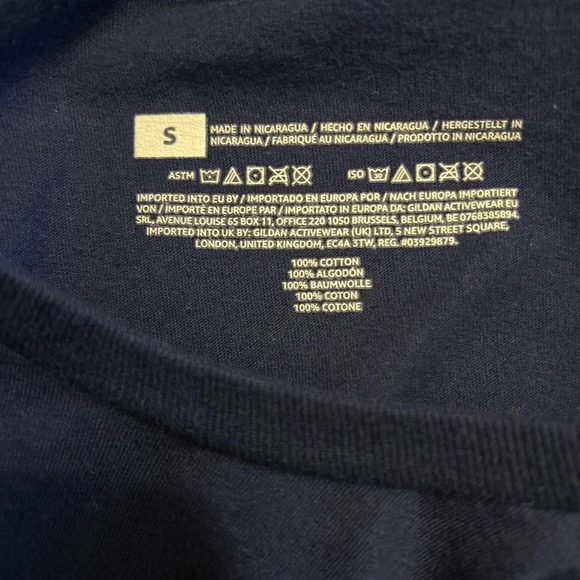 S
MADE IN NICARAGUA / HECHO EN NICARAGUA / HERGESTELLT IN
NICARAGUA / FABRIQUÉ AU NICARAGUA / PRODOTTO IN NICARAGUA
ASTM ISO
IMPORTED INTO EU BY / IMPORTADO EN EUROPA POR / NACH EUROPA IMPORTIERT
VON / IMPORTÉ EN EUROPE PAR / IMPORTATO IN EUROPA DA: GILDAN ACTIVEWEAR EU
SRL, AVENUE LOUISE 65 BOX 11, OFFICE 220 1050 BRUSSELS, BELGIUM, BE 0768385894.
IMPORTED INTO UK BY: GILDAN ACTIVEWEAR (UK) LTD, 5 NEW STREET SQUARE,
LONDON, UNITED KINGDOM, EC4A 3TW, REG. #03929879.
100% COTTON
100% ALGODÓN
100% BAUMWOLLE
100% COTON
100% COTONE